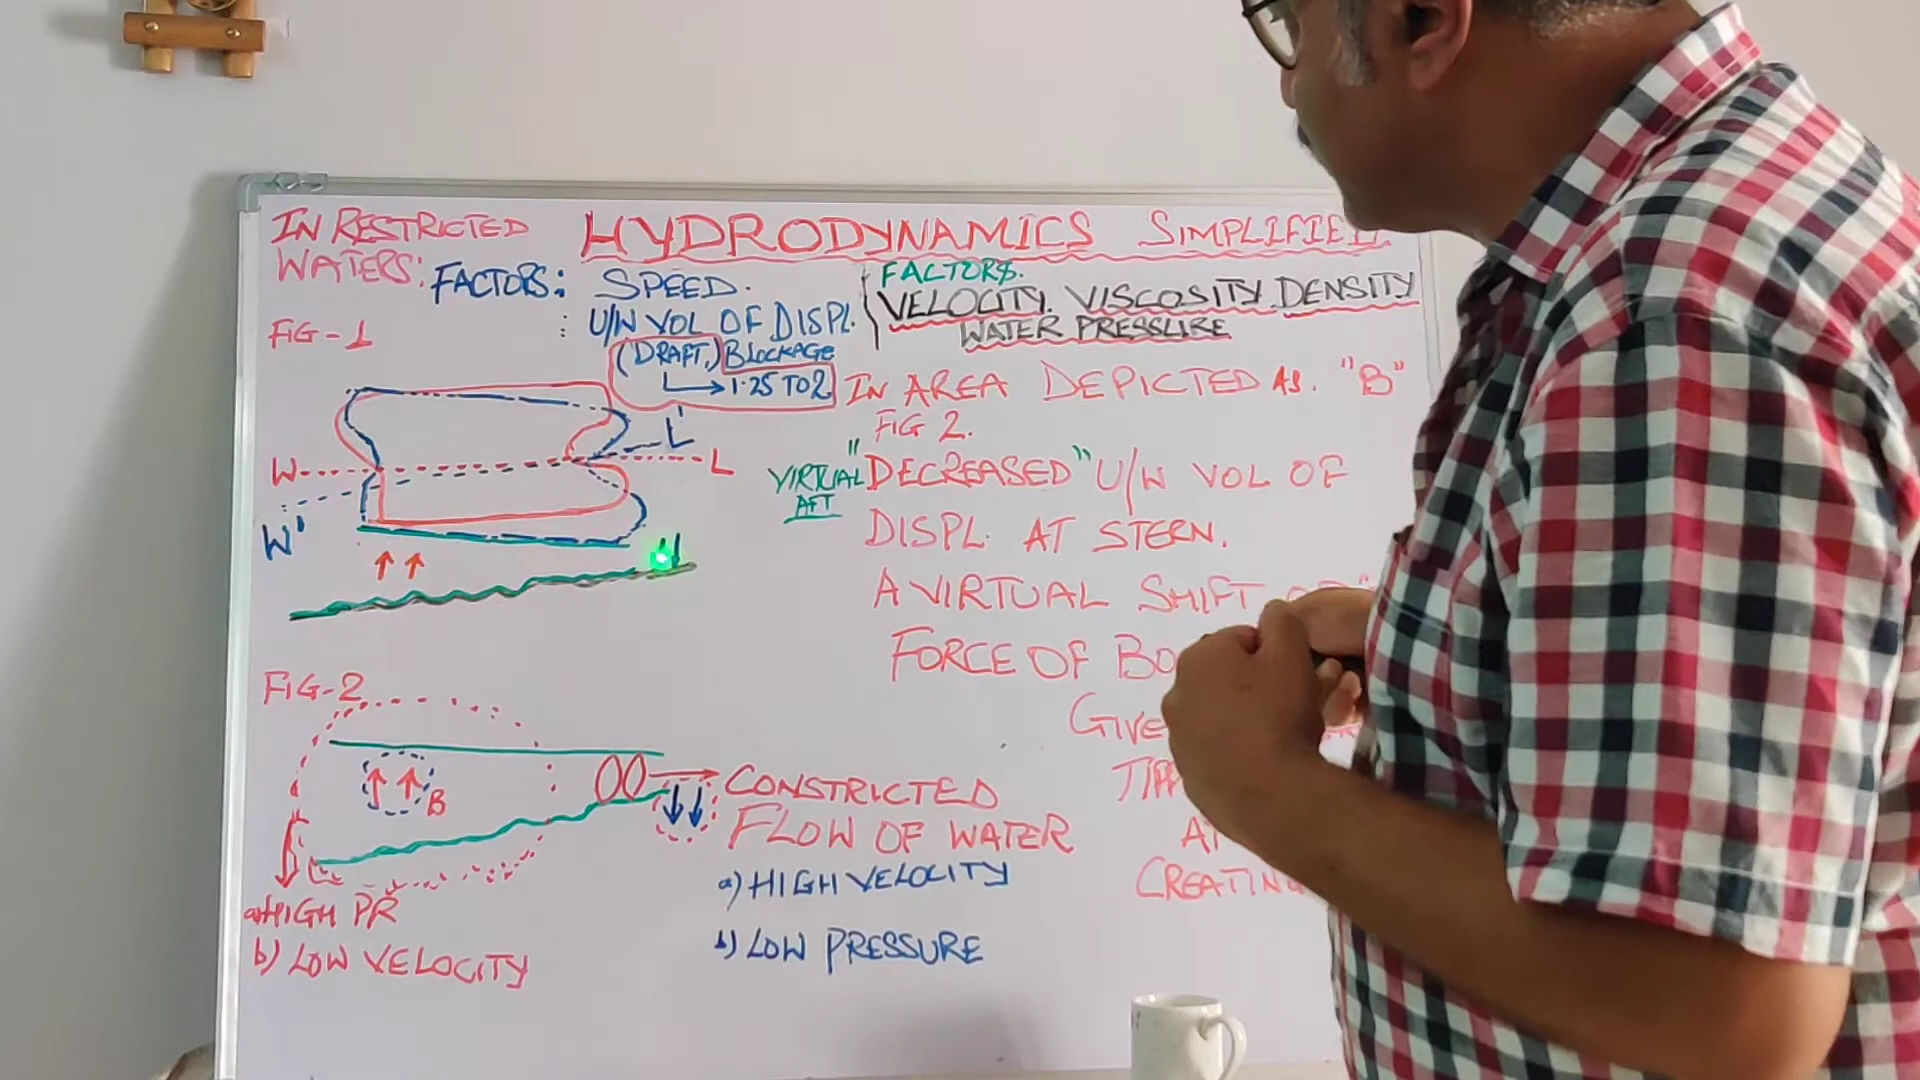 IN RESTRICTED
WATERS:
HYDRODYNAMICS SIMPLIFIED
FACTORS: SPEED.
: U/W VOL OF DISPL.
(DRAFT,) BLOCKAGE
1.25 TO 2
FACTORS.
VELOCITY. VISCOSITY DENSITY
WATER PRESSURE
FIG-1
W
L'
L
W'
IN AREA DEPICTED AS. "B"
FIG 2.
VIRTUAL
AFT
"DECREASED" U/W VOL OF
DISPL. AT STERN.
A VIRTUAL SHIFT
FORCE OF
FIG-2
B
CONSTRICTED
FLOW OF WATER
a) HIGH VELOCITY
b) LOW PRESSURE
a) HIGH PR
b) LOW VELOCITY
CREATING